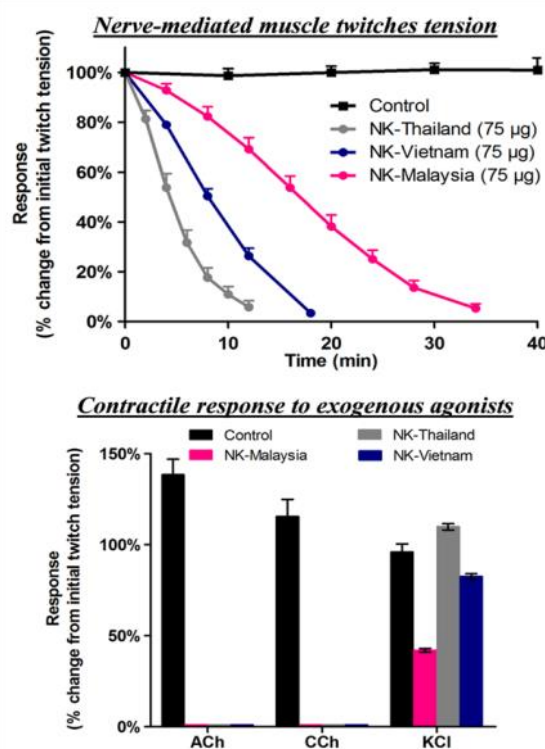 Nerve-mediated muscle twitches tension
Response
(% change from initial twitch tension)
100%
80%
60%
40%
20%
0%
Control
NK-Thailand (75 µg)
NK-Vietnam (75 µg)
NK-Malaysia (75 µg)
0 10 20 30 40
Time (min)
Contractile response to exogenous agonists
Control NK-Thailand
NK-Malaysia NK-Vietnam
Response
(% change from initial twitch tension)
150%
100%
50%
0%
ACh CCh KCl